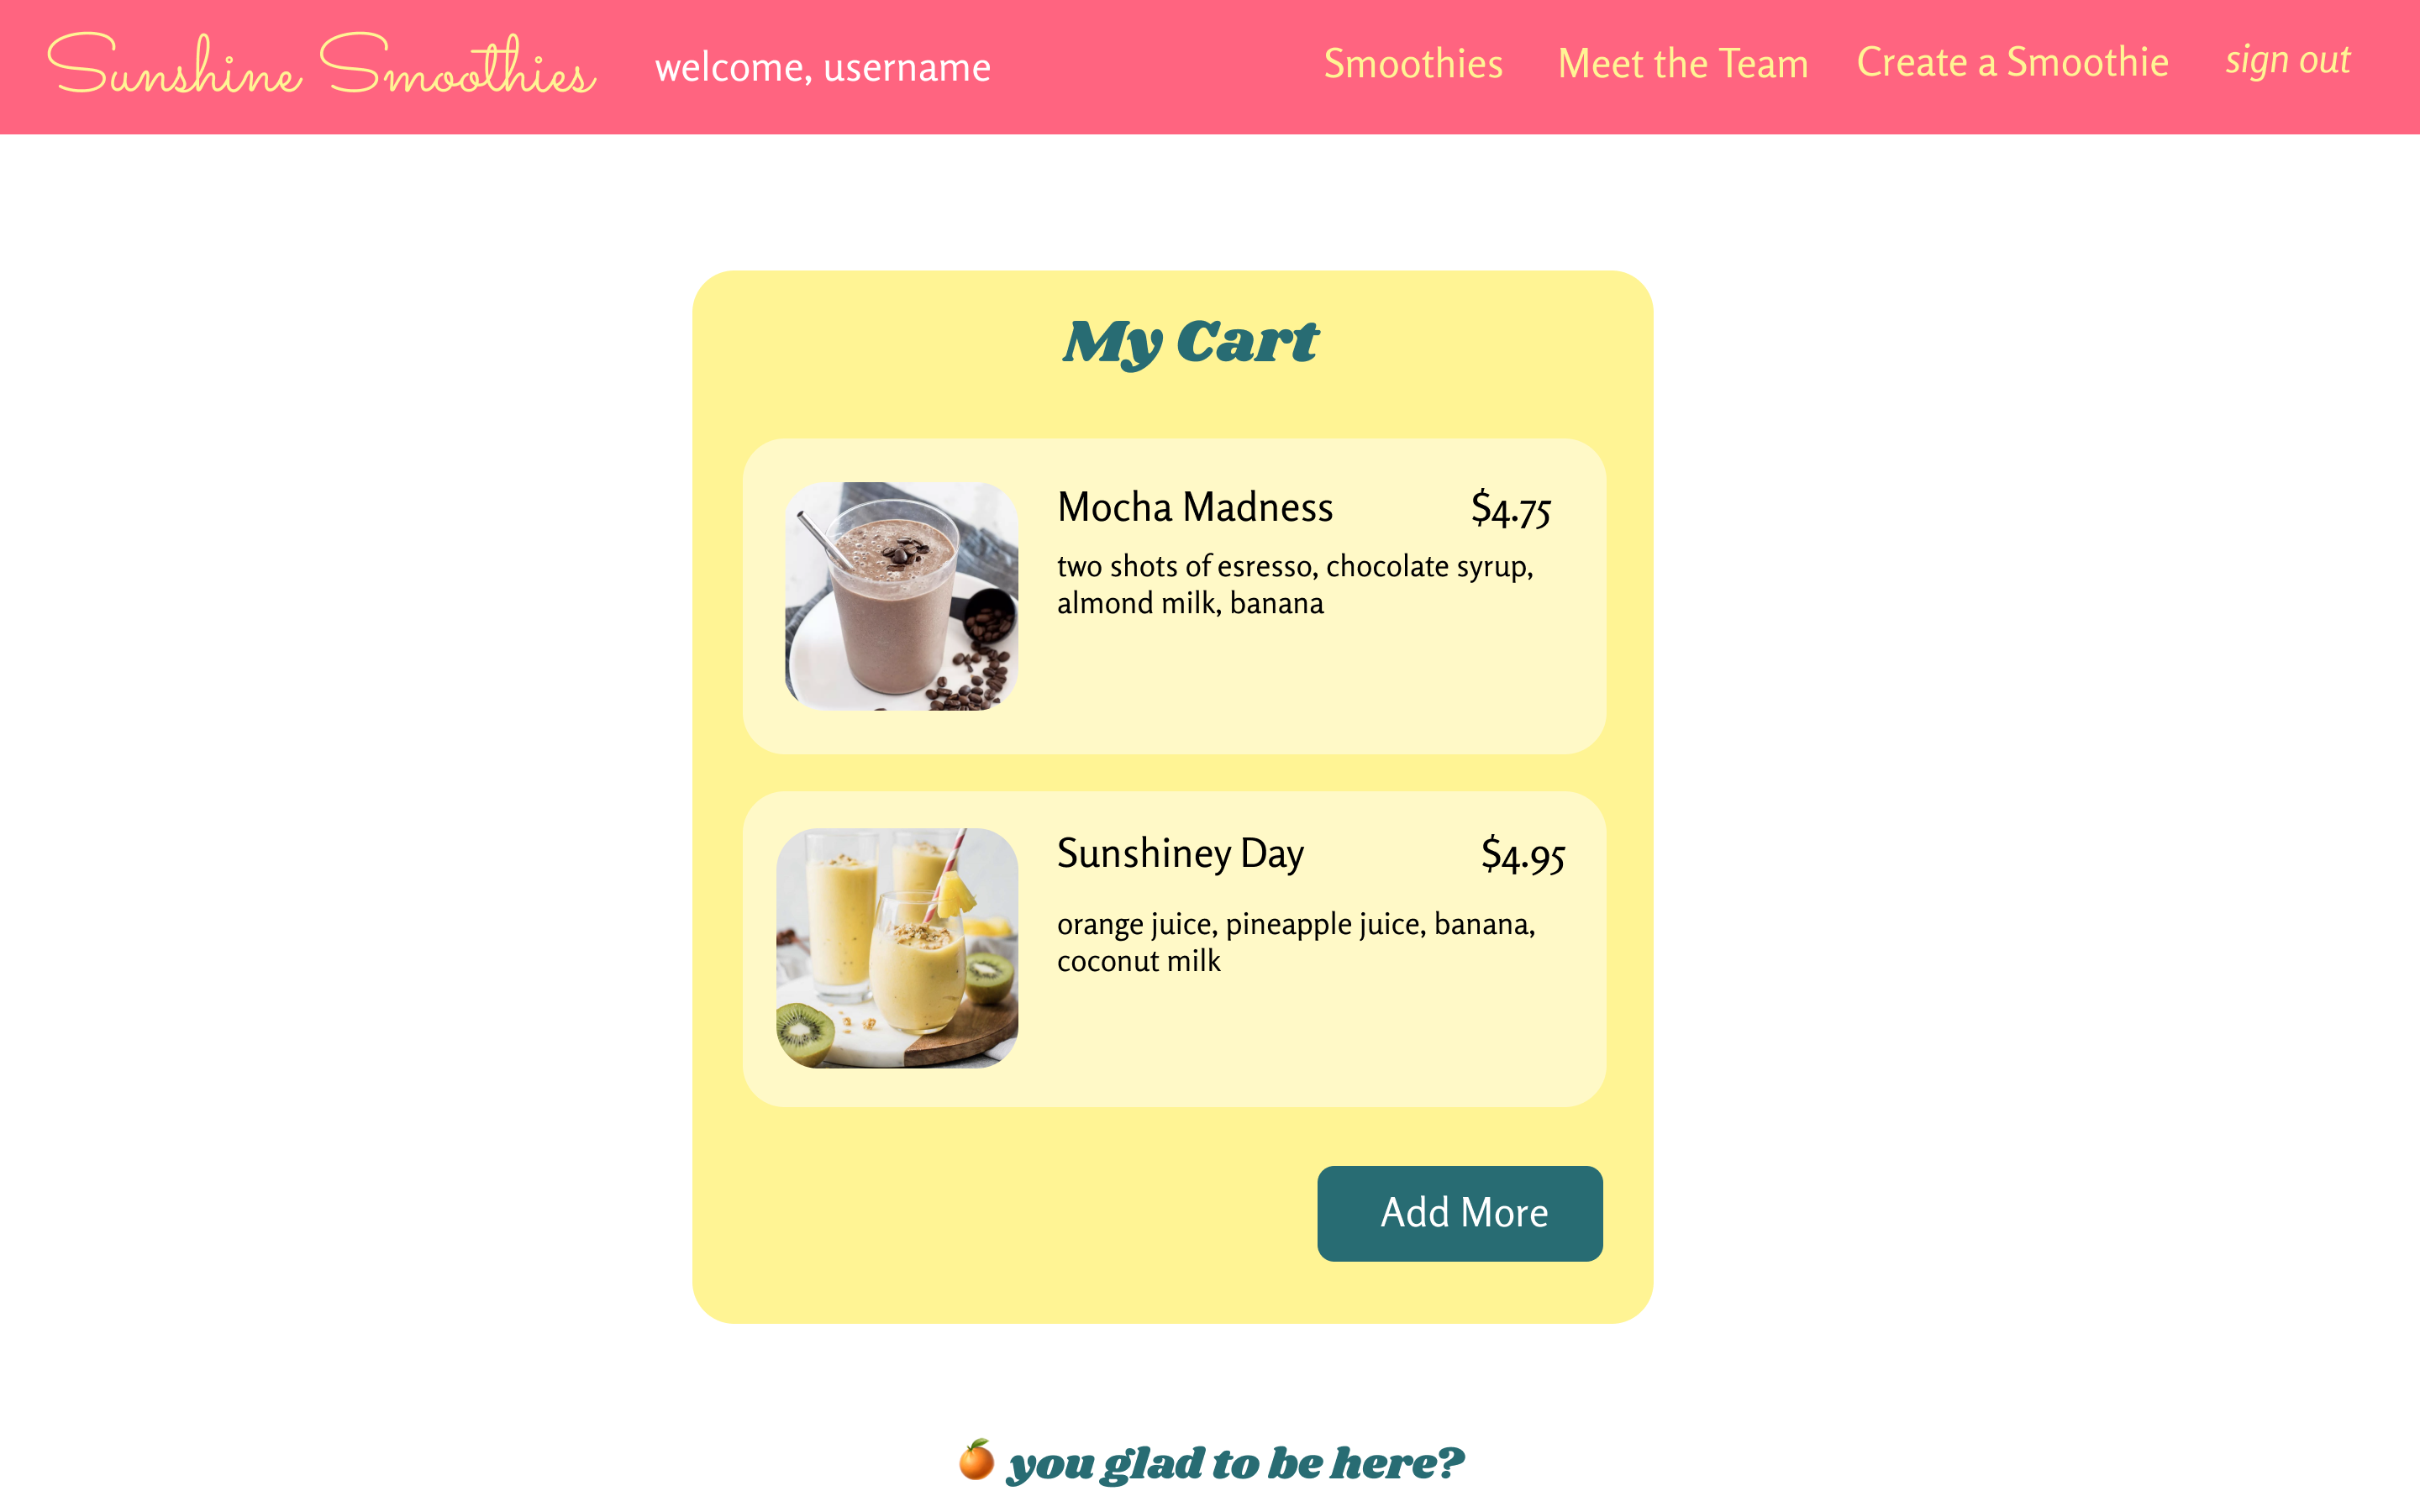 Sunshine Smoothies
welcome, username
Smoothies
Meet the Team
Create a Smoothie
sign out
My Cart
Mocha Madness
$4.75
two shots of esresso, chocolate syrup,
almond milk, banana
Sunshiney Day
$4.95
orange juice, pineapple juice, banana,
coconut milk
Add More
🍊 you glad to be here?